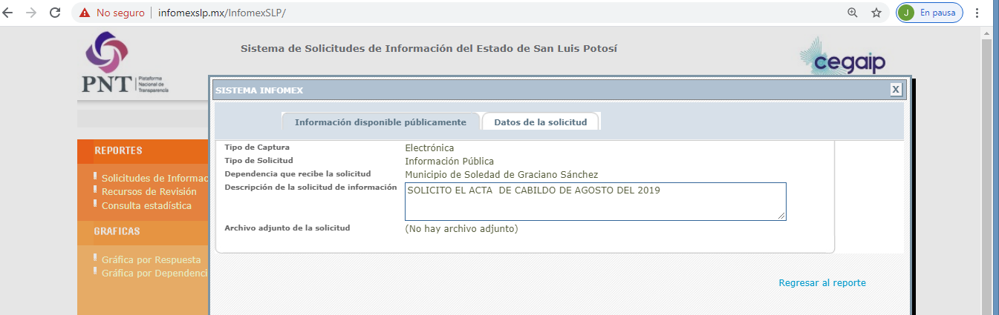 No seguro
infomexslp.mx/InfomexSLP/
J
En pausa
PNT
Plataforma
Nacional de
Transparencia
Sistema de Solicitudes de Información del Estado de San Luis Potosí
cegaip
SISTEMA INFOMEX
X
Información disponible públicamente
Datos de la solicitud
REPORTES
Solicitudes de Informac
Recursos de Revisión
Consulta estadística
GRAFICAS
Gráfica por Respuesta
Gráfica por Dependenci
Tipo de Captura Electrónica
Tipo de Solicitud Información Pública
Dependencia que recibe la solicitud Municipio de Soledad de Graciano Sánchez
Descripción de la solicitud de información SOLICITO EL ACTA  DE CABILDO DE AGOSTO DEL 2019
Archivo adjunto de la solicitud (No hay archivo adjunto)
Regresar al reporte